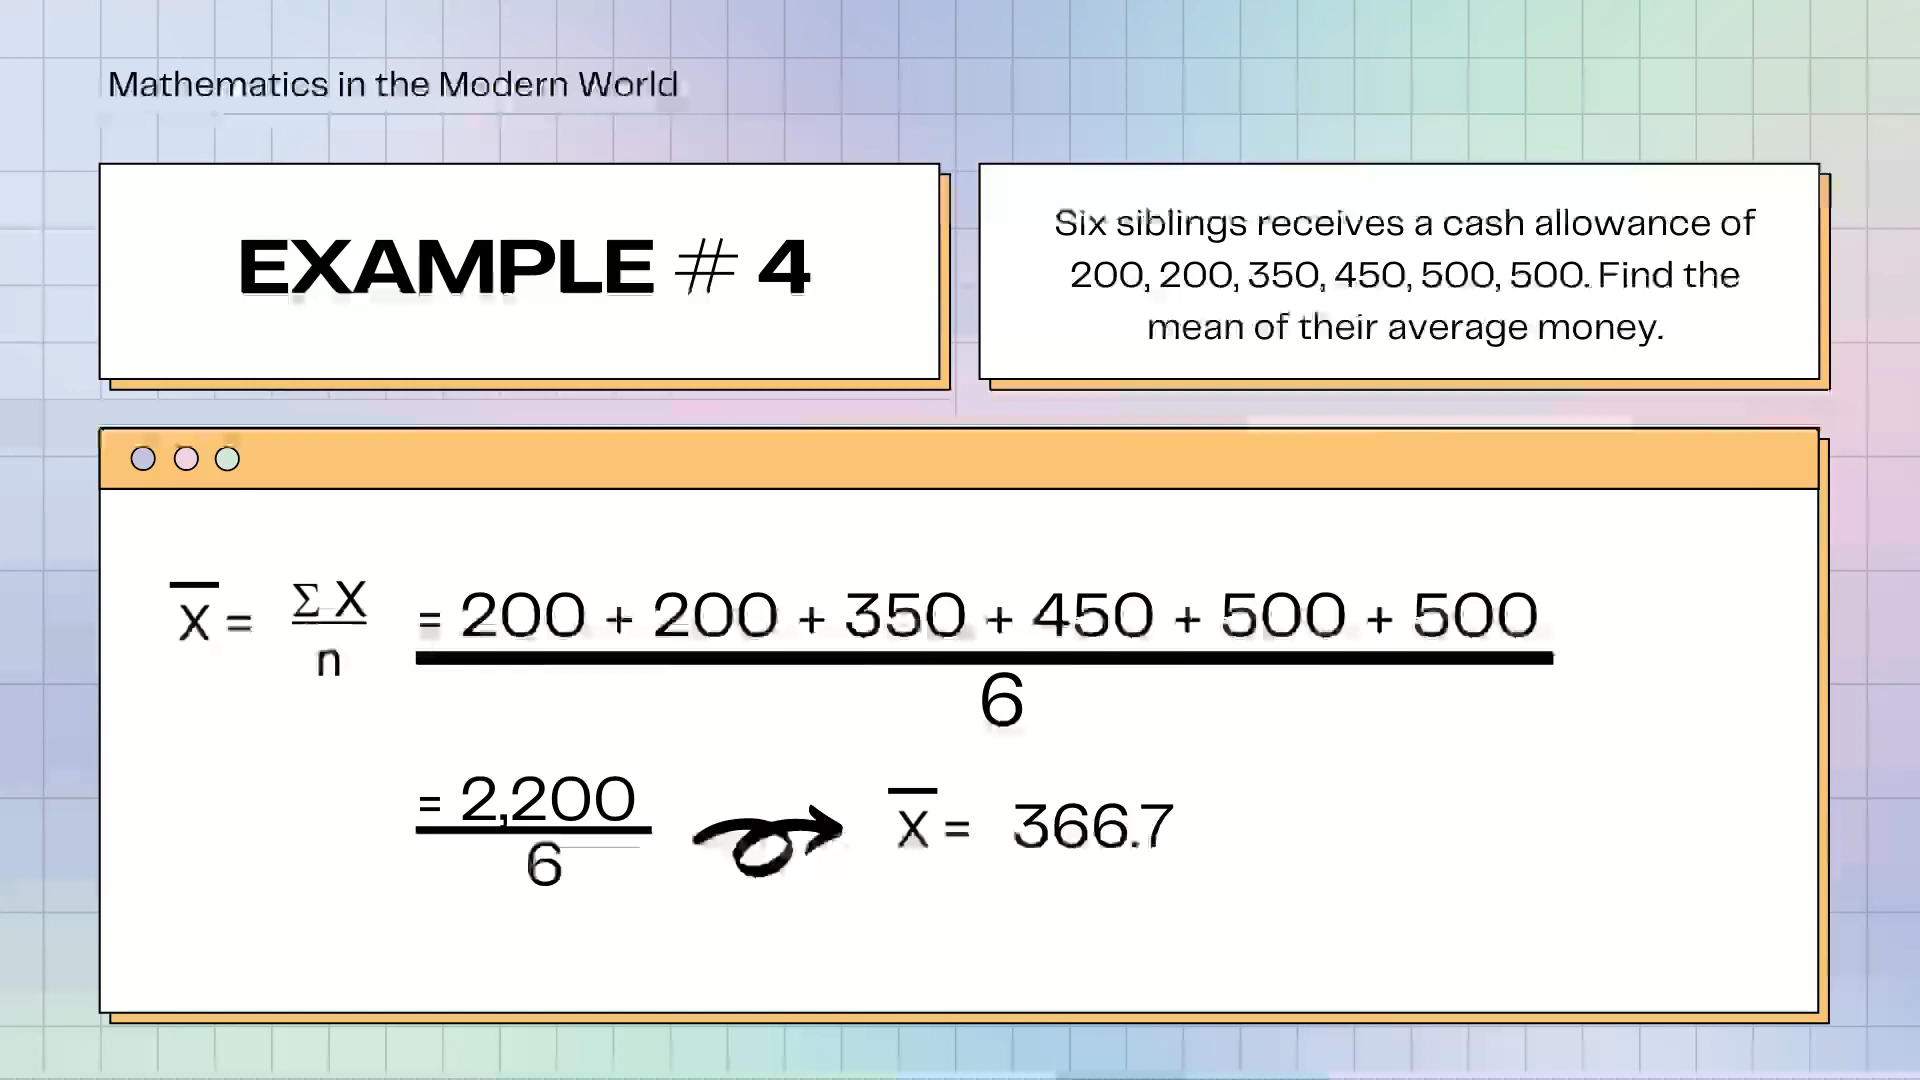 Mathematics in the Modern World
EXAMPLE # 4
Six siblings receives a cash allowance of
200, 200, 350, 450, 500, 500. Find the
mean of their average money.
X̅ = Σ X / n = 200 + 200 + 350 + 450 + 500 + 500 / 6
= 2,200 / 6 X̅ = 366.7